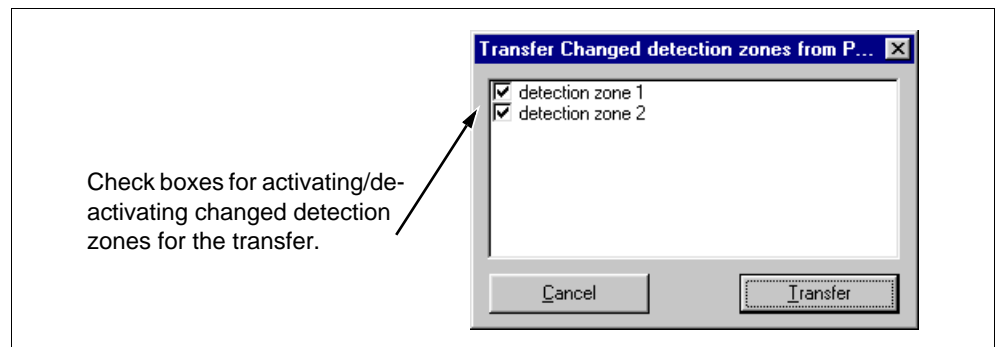 Transfer Changed detection zones from P...
detection zone 1
detection zone 2
Check boxes for activating/de-
activating changed detection
zones for the transfer.
Cancel
Transfer